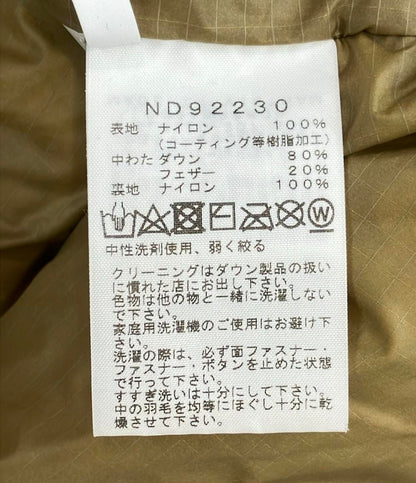 ND92230
表地 ナイロン 100%
(コーティング等樹脂加工)
中わた ダウン 80%
フェザー 20%
裏地 ナイロン 100%
W
中性洗剤使用、弱く絞る
クリーニングはダウン製品の扱い
に慣れた店にお出し下さい。
色物は他の物と一緒に洗濯しない
で下さい。
家庭用洗濯機のご使用はお避け下
さい。
洗濯の際は、必ず面ファスナー・
ファスナー・ボタンを止めた状態
で行って下さい。
すすぎ洗いは十分にして下さい。
中の羽毛を均等にほぐし十分に乾
燥させて下さい。